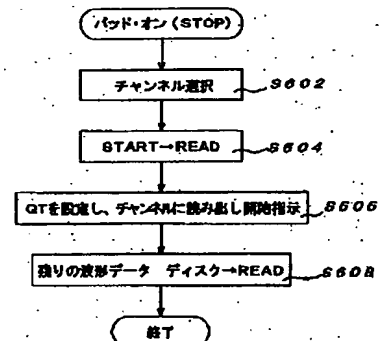 パッド・オン(STOP)
チャンネル選択 S602
START→READ S604
QTを設定し、チャンネルに読み出し開始指示 S606
残りの波形データ ディスク→READ S608
終了